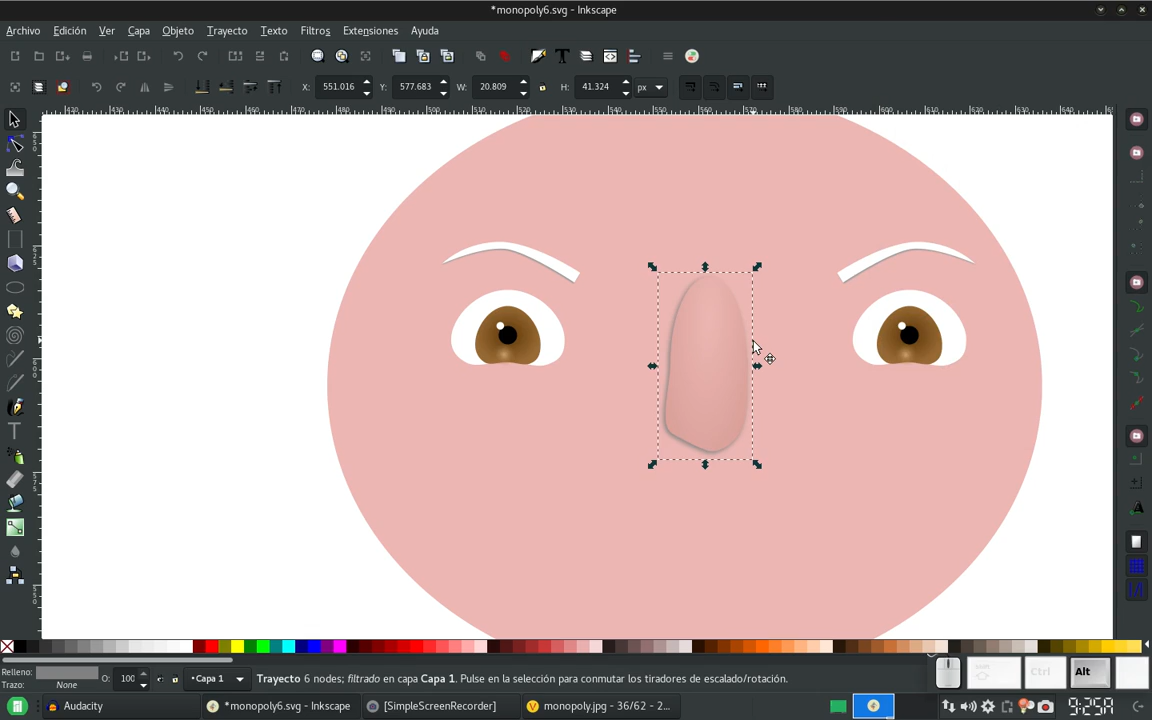 *monopoly6.svg - Inkscape
Archivo Edición Ver Capa Objeto Trayecto Texto Filtros Extensiones Ayuda
X: 551.016 Y: 577.683 W: 20.809 H: 41.324 px
Relleno:
Trazo: None
O: 100
•Capa 1
Trayecto 6 nodes; filtrado en capa Capa 1. Pulse en la selección para conmutar los tiradores de escalado/rotación.
Ctrl Alt
Audacity
*monopoly6.svg - Inkscape
[SimpleScreenRecorder]
monopoly.jpg - 36/62 - 2...
9:25A